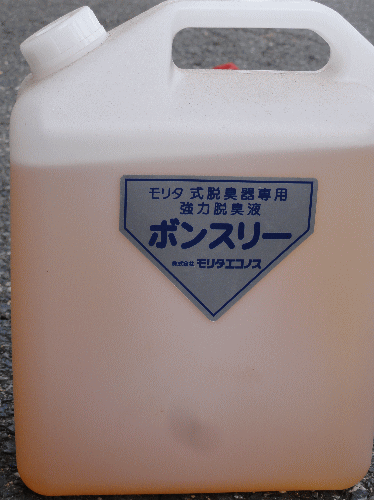 モリタ 式脱臭器専用
強力脱臭液
ボンスリー
株式会社 モリタエコノス